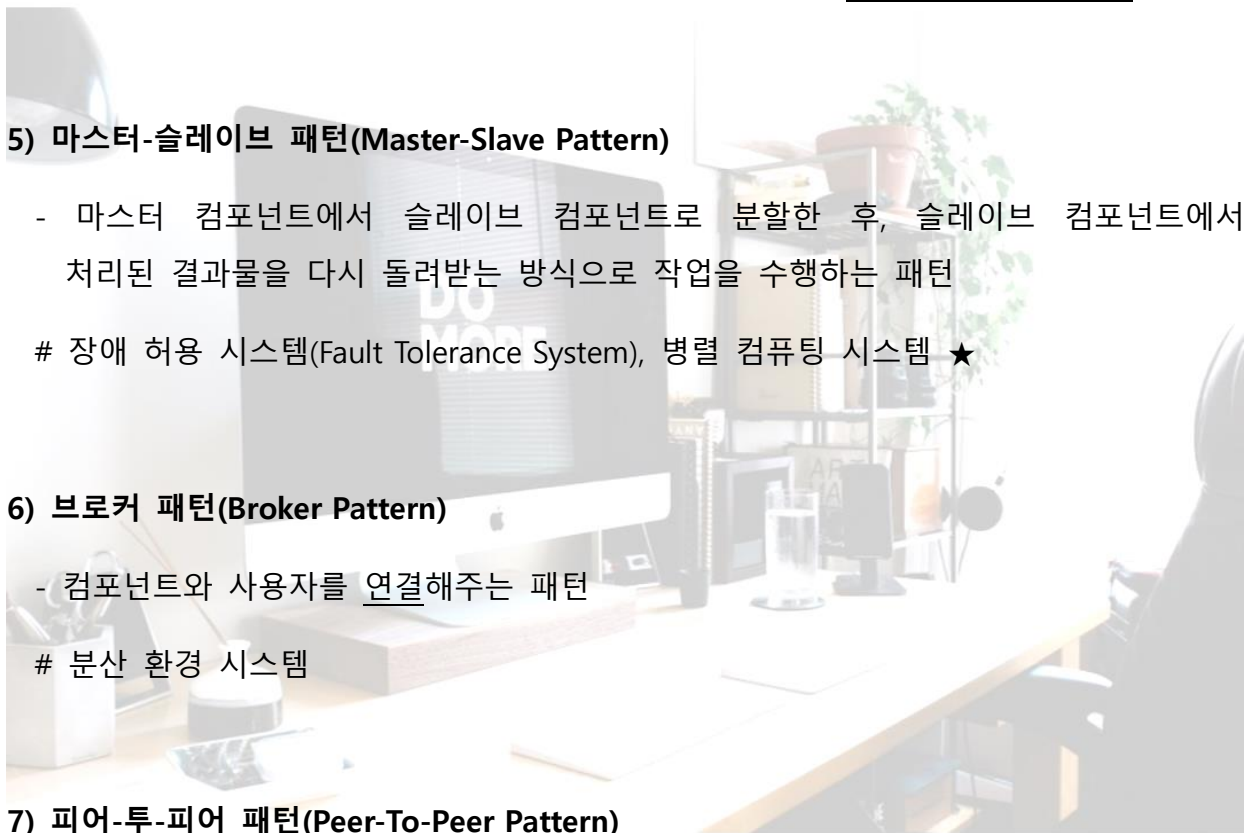 5) 마스터-슬레이브 패턴(Master-Slave Pattern)
- 마스터 컴포넌트에서 슬레이브 컴포넌트로 분할한 후, 슬레이브 컴포넌트에서
처리된 결과물을 다시 돌려받는 방식으로 작업을 수행하는 패턴
DO
MORE
# 장애 허용 시스템(Fault Tolerance System), 병렬 컴퓨팅 시스템 ★
6) 브로커 패턴(Broker Pattern)
- 컴포넌트와 사용자를 연결해주는 패턴
# 분산 환경 시스템
7) 피어-투-피어 패턴(Peer-To-Peer Pattern)